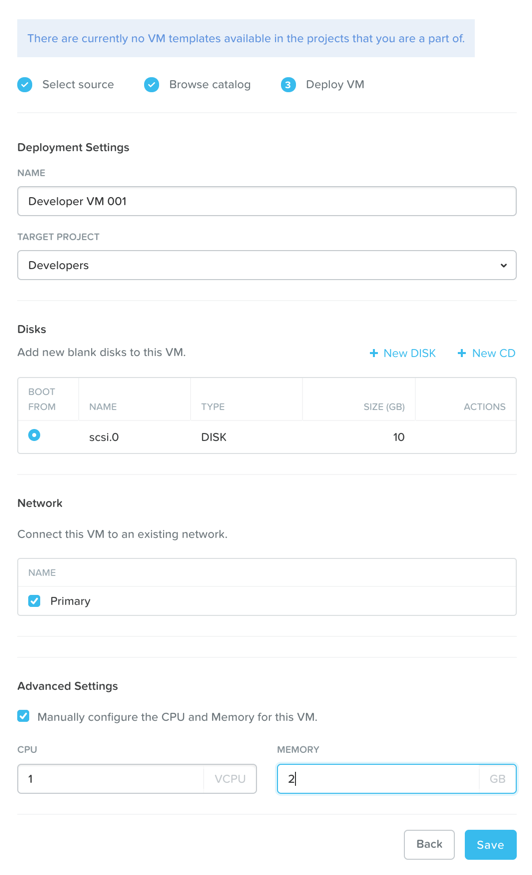 There are currently no VM templates available in the projects that you are a part of.
Select source
Browse catalog
3 Deploy VM
Deployment Settings
NAME
Developer VM 001
TARGET PROJECT
Developers
Disks
Add new blank disks to this VM.
+ New DISK
+ New CD
BOOT FROM NAME TYPE SIZE (GB) ACTIONS
scsi.0 DISK 10
Network
Connect this VM to an existing network.
NAME
Primary
Advanced Settings
Manually configure the CPU and Memory for this VM.
CPU MEMORY
1 VCPU 2 GB
Back Save